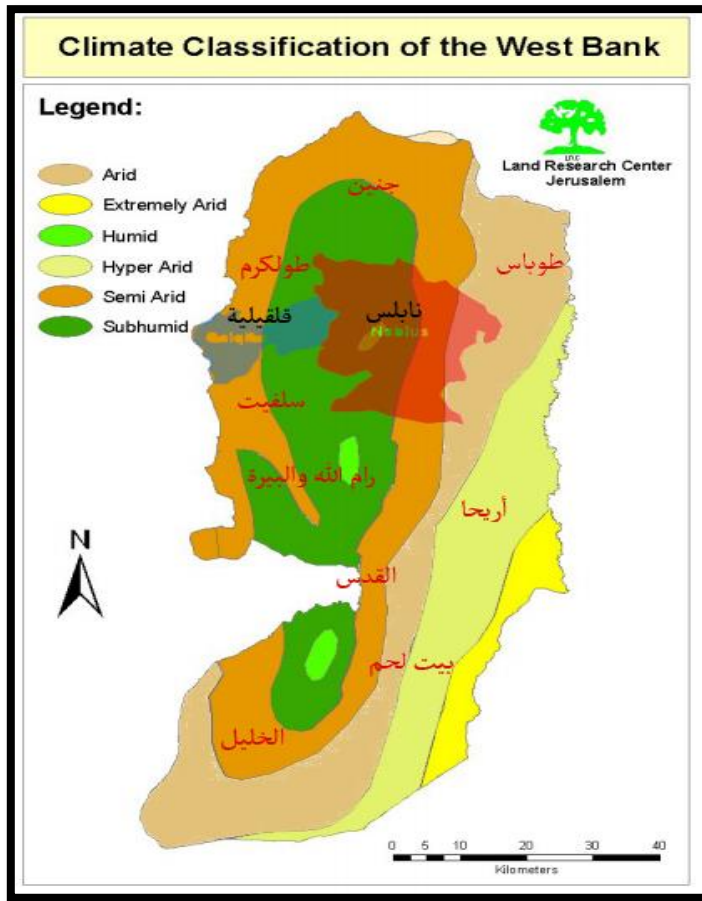 Climate Classification of the West Bank
Legend:
Arid
Extremely Arid
Humid
Hyper Arid
Semi Arid
Subhumid
Land Research Center
Jerusalem
جنين
طوباس
طولكرم
نابلس
قلقيلية
سلفيت
رام الله والبيرة
أريحا
القدس
بيت لحم
الخليل
N
0 5 10 20 30 40
Kilometers